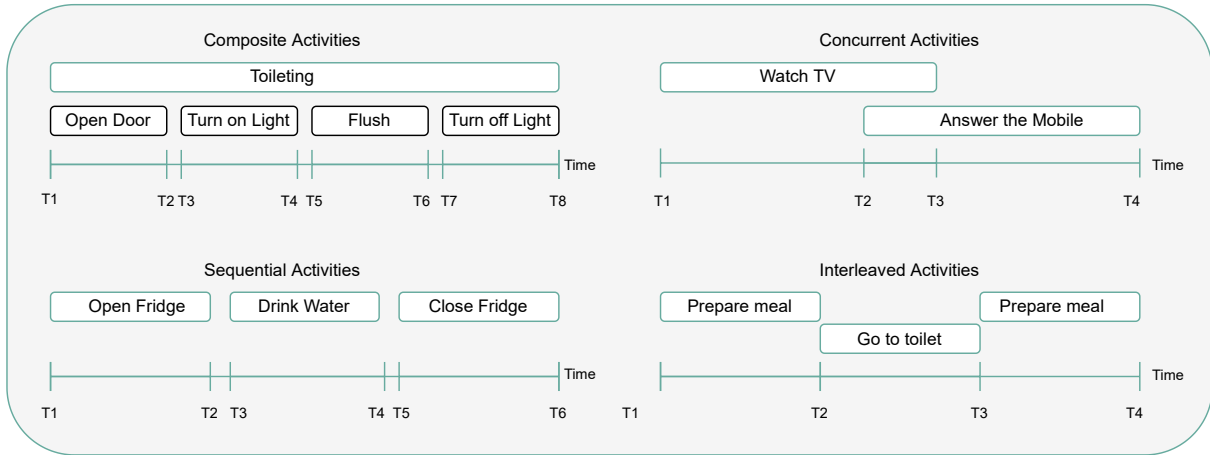 Composite Activities
Toileting
Open Door Turn on Light Flush Turn off Light
Time
T1 T2 T3 T4 T5 T6 T7 T8
Concurrent Activities
Watch TV
Answer the Mobile
Time
T1 T2 T3 T4
Sequential Activities
Open Fridge Drink Water Close Fridge
Time
T1 T2 T3 T4 T5 T6
Interleaved Activities
Prepare meal Prepare meal
Go to toilet
Time
T1 T2 T3 T4